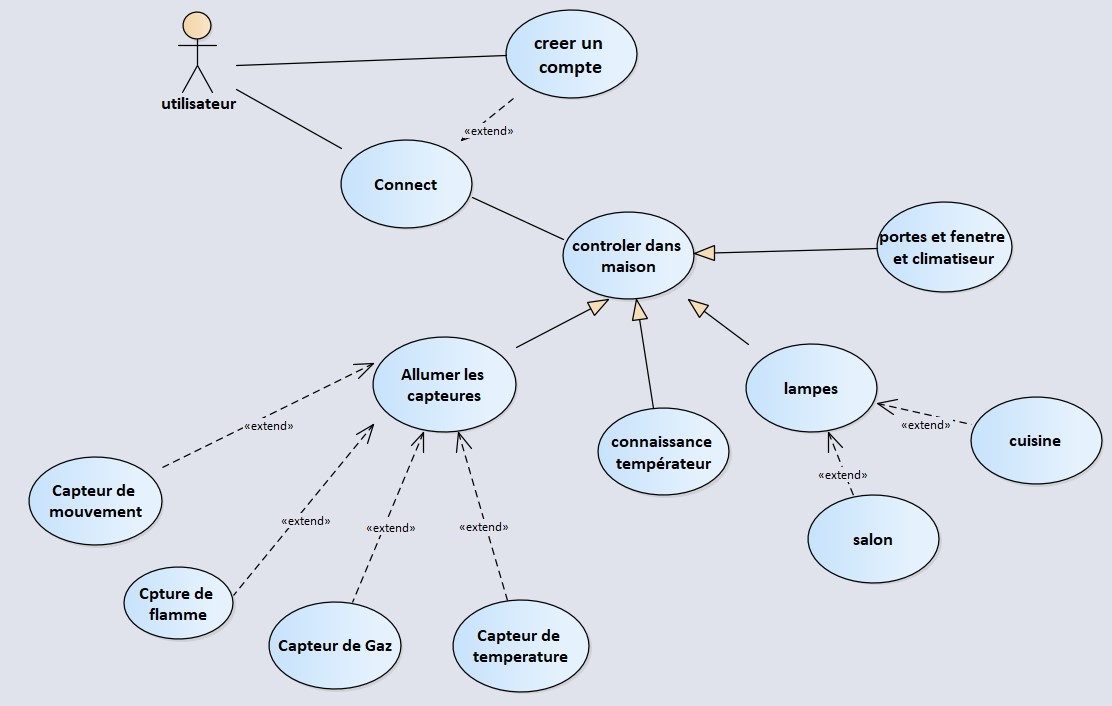 creer un
compte
utilisateur
«extend»
Connect
controler dans
maison
portes et fenetre
et climatiseur
Allumer les
capteures
lampes
«extend»
«extend»
connaissance
températeur
cuisine
«extend»
Capteur de
mouvement
«extend»
«extend»
«extend»
salon
Cpture de
flamme
Capteur de Gaz
Capteur de
temperature